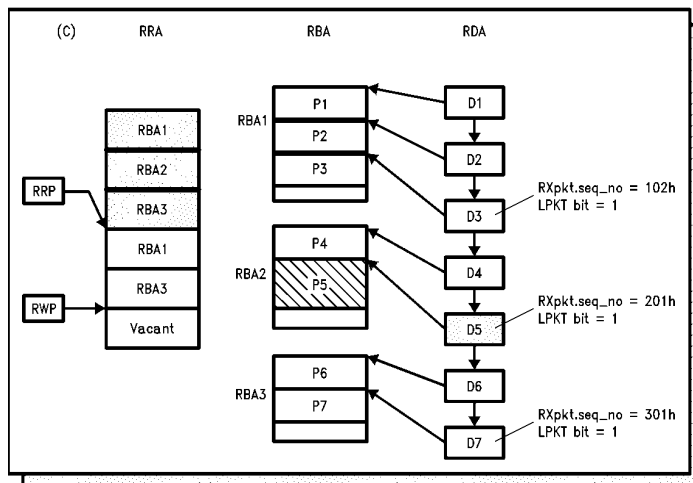 (C) RRA RBA RDA
RBA1
RBA2
RBA3
RBA1
RBA3
Vacant
RRP
RWP
RBA1
P1
P2
P3
RBA2
P4
P5
RBA3
P6
P7
D1
D2
D3
D4
D5
D6
D7
RXpkt.seq_no = 102h
LPKT bit = 1
RXpkt.seq_no = 201h
LPKT bit = 1
RXpkt.seq_no = 301h
LPKT bit = 1